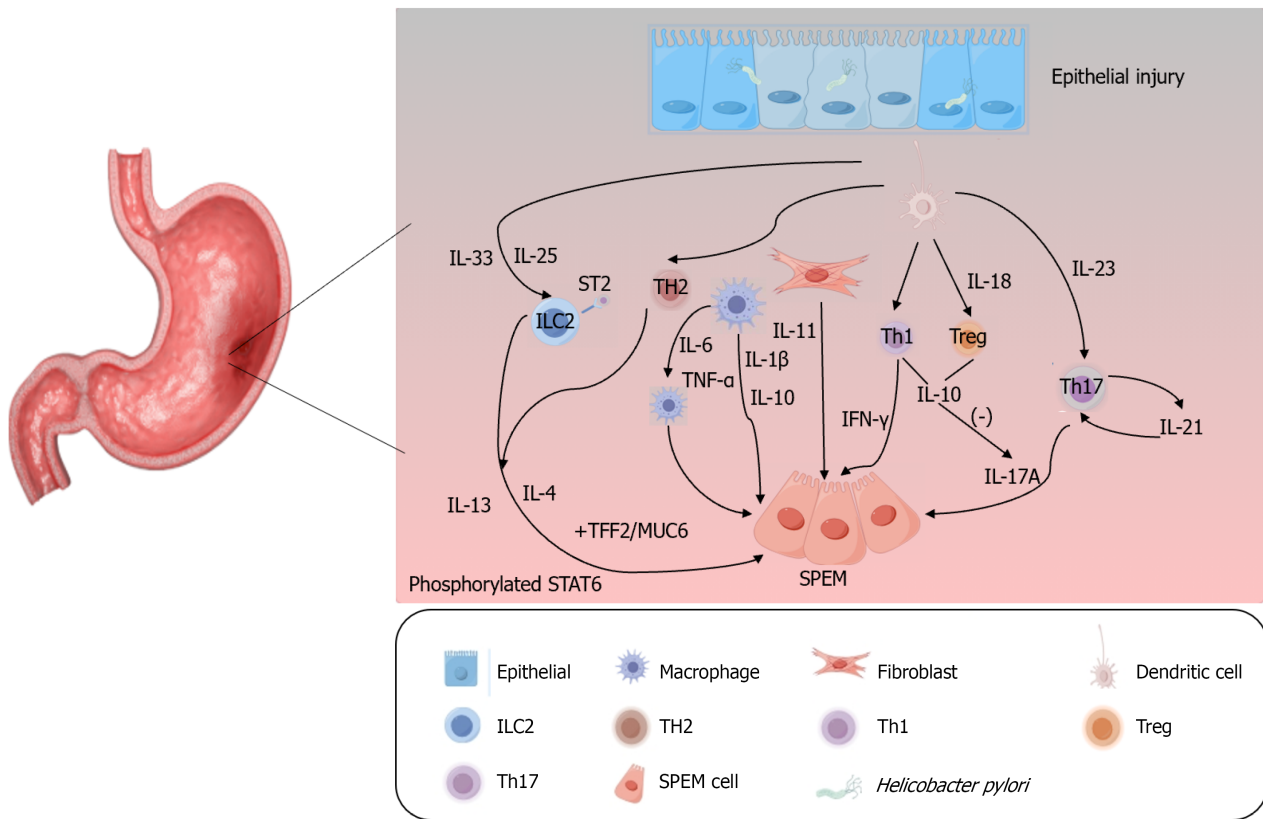 Epithelial injury
IL-33
IL-25
ST2
ILC2
TH2
IL-18
IL-23
IL-6
IL-1β
IL-11
Th1
Treg
TNF-α
IL-10
IL-10
Th17
IFN-γ
(-)
IL-21
IL-17A
IL-13
IL-4
+TFF2/MUC6
Phosphorylated STAT6
SPEM
Epithelial
Macrophage
Fibroblast
Dendritic cell
ILC2
TH2
Th1
Treg
Th17
SPEM cell
Helicobacter pylori